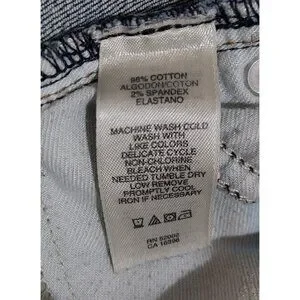 98% COTTON
ALGODON/COTON
2% SPANDEX
ELASTANO
MACHINE WASH COLD
WASH WITH
LIKE COLORS
DELICATE CYCLE
NON-CHLORINE
BLEACH WHEN
NEEDED TUMBLE DRY
LOW REMOVE
PROMPTLY COOL
IRON IF NECESSARY
RN 52002
CA 16396